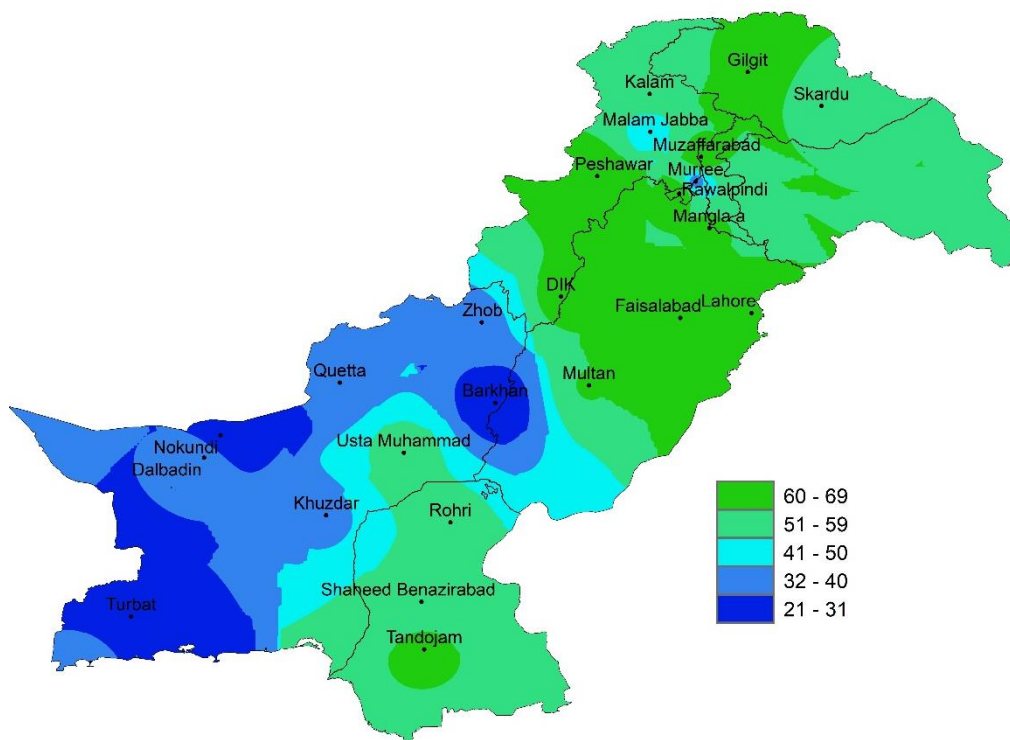 Gilgit
Kalam
Skardu
Malam Jabba
Muzaffarabad
Peshawar
Murree
Rawalpindi
Mangla a
DIK
Zhob
Faisalabad
Lahore
Quetta
Multan
Barkhan
Usta Muhammad
Nokundi
Dalbadin
Khuzdar
Rohri
Shaheed Benazirabad
Turbat
Tandojam
60 - 69
51 - 59
41 - 50
32 - 40
21 - 31